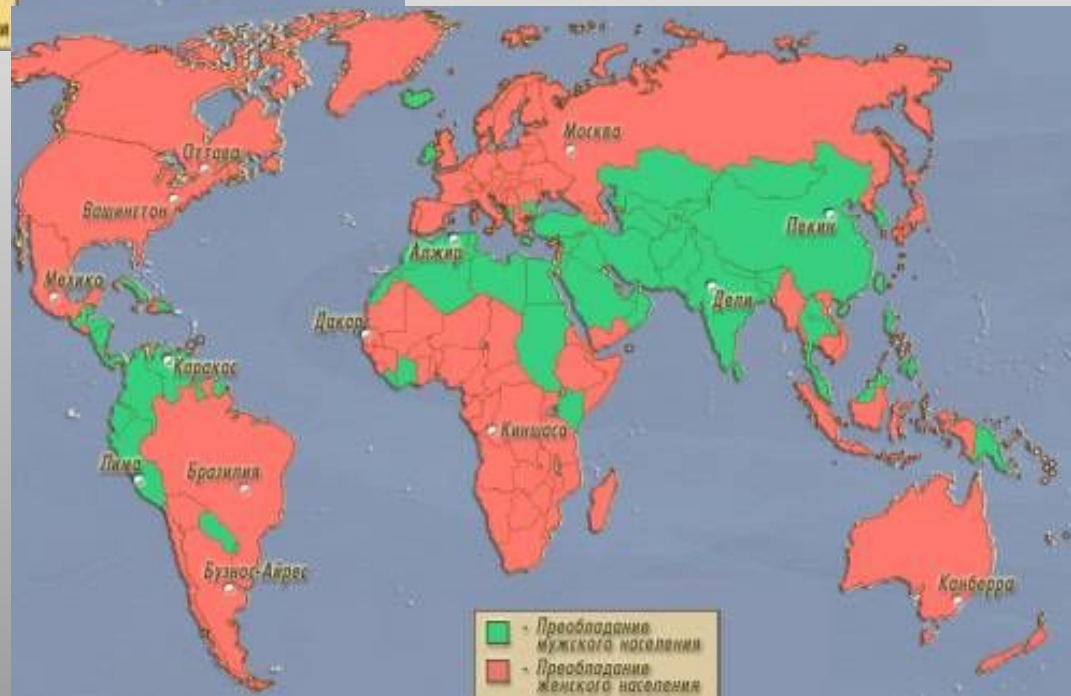 и
Оттава
Москва
Вашингтон
Пекин
Алжир
Мехико
Дели
Дакар
Каракас
Киншаса
Лима
Бразилия
Буэнос-Айрес
Канберра
- Преобладание
мужского населения
- Преобладание
женского населения